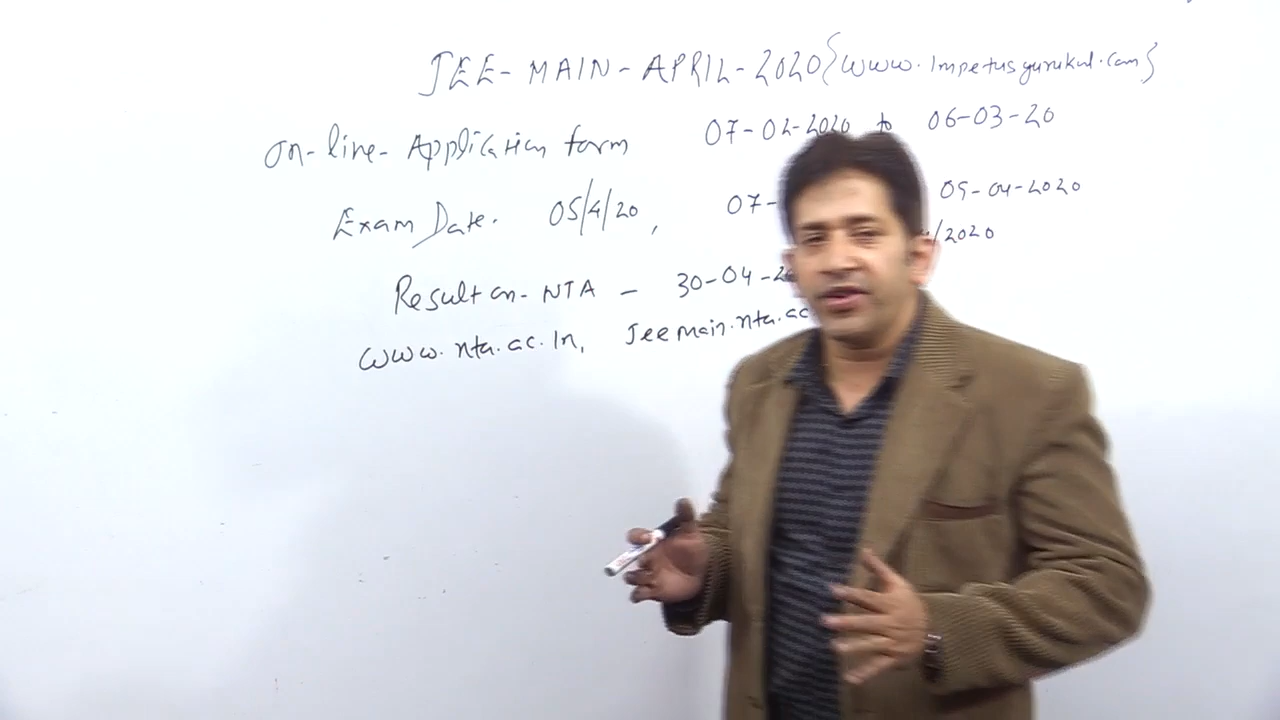 JEE-MAIN-APRIL-2020{www.Impetusgurukul.com}
on-line-Application form 07-02-2020 to 06-03-20
Exam Date. 05/4/20, 07- 09-04-2020
/2020
Result on-NTA - 30-04-20
www.nta.ac.In, Jeemain.nta.ac